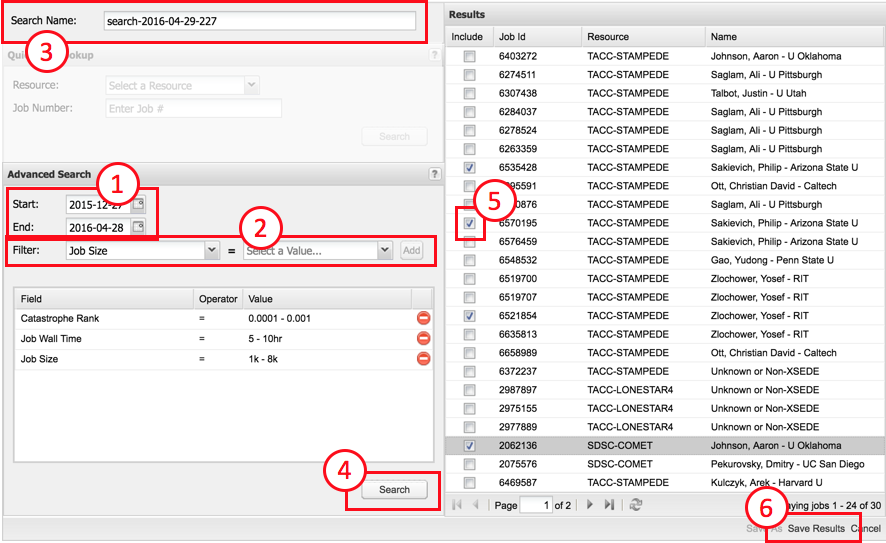 Search Name: search-2016-04-29-227
3
Lookup ?
Resource: Select a Resource
Job Number: Enter Job #
Search
Advanced Search ?
1
Start: 2015-12-27
End: 2016-04-28
2
Filter: Job Size = Select a Value... Add
Field Operator Value
Catastrophe Rank = 0.0001 - 0.001
Job Wall Time = 5 - 10hr
Job Size = 1k - 8k
4
Search
Results
Include Job Id Resource Name
6403272 TACC-STAMPEDE Johnson, Aaron - U Oklahoma
6274511 TACC-STAMPEDE Saglam, Ali - U Pittsburgh
6307438 TACC-STAMPEDE Talbot, Justin - U Utah
6284037 TACC-STAMPEDE Saglam, Ali - U Pittsburgh
6278524 TACC-STAMPEDE Saglam, Ali - U Pittsburgh
6263359 TACC-STAMPEDE Saglam, Ali - U Pittsburgh
6535428 TACC-STAMPEDE Sakievich, Philip - Arizona State U
95591 TACC-STAMPEDE Ott, Christian David - Caltech
0876 TACC-STAMPEDE Saglam, Ali - U Pittsburgh
5
6570195 TACC-STAMPEDE Sakievich, Philip - Arizona State U
6576459 TACC-STAMPEDE Sakievich, Philip - Arizona State U
6548532 TACC-STAMPEDE Gao, Yudong - Penn State U
6519700 TACC-STAMPEDE Zlochower, Yosef - RIT
6519707 TACC-STAMPEDE Zlochower, Yosef - RIT
6521854 TACC-STAMPEDE Zlochower, Yosef - RIT
6635813 TACC-STAMPEDE Zlochower, Yosef - RIT
6658989 TACC-STAMPEDE Ott, Christian David - Caltech
6372237 TACC-STAMPEDE Unknown or Non-XSEDE
2987897 TACC-LONESTAR4 Unknown or Non-XSEDE
2975155 TACC-LONESTAR4 Unknown or Non-XSEDE
2977889 TACC-LONESTAR4 Unknown or Non-XSEDE
2062136 SDSC-COMET Johnson, Aaron - U Oklahoma
2075576 SDSC-COMET Pekurovsky, Dmitry - UC San Diego
6469587 TACC-STAMPEDE Kulczyk, Arek - Harvard U
Page 1 of 2 aying jobs 1 - 24 of 30
6
Save As Save Results Cancel